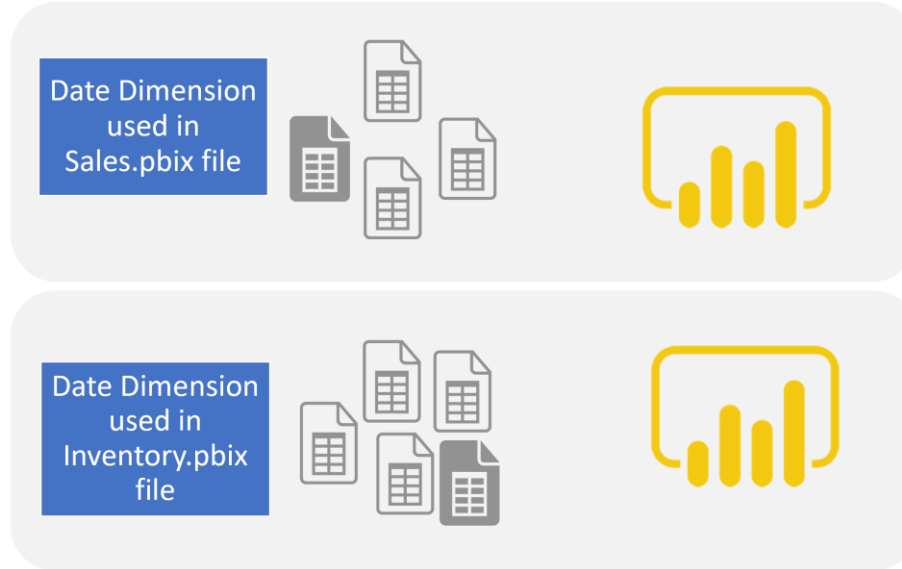 Date Dimension
used in
Sales.pbix file
Date Dimension
used in
Inventory.pbix
file